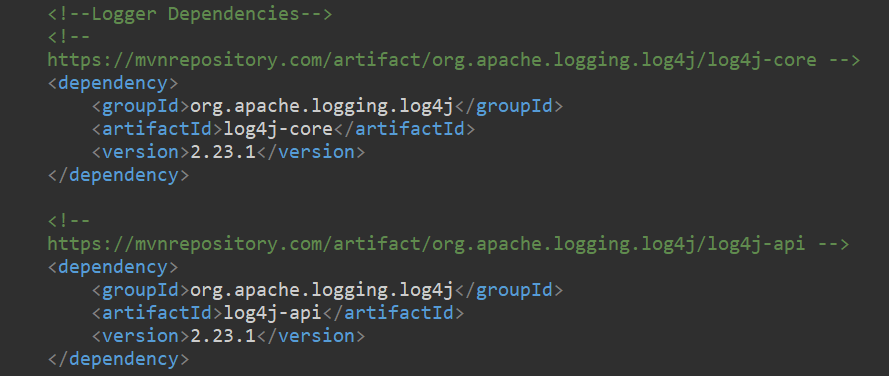 <!--Logger Dependencies-->
<!--
https://mvnrepository.com/artifact/org.apache.logging.log4j/log4j-core -->
<dependency>
    <groupId>org.apache.logging.log4j</groupId>
    <artifactId>log4j-core</artifactId>
    <version>2.23.1</version>
</dependency>

<!--
https://mvnrepository.com/artifact/org.apache.logging.log4j/log4j-api -->
<dependency>
    <groupId>org.apache.logging.log4j</groupId>
    <artifactId>log4j-api</artifactId>
    <version>2.23.1</version>
</dependency>